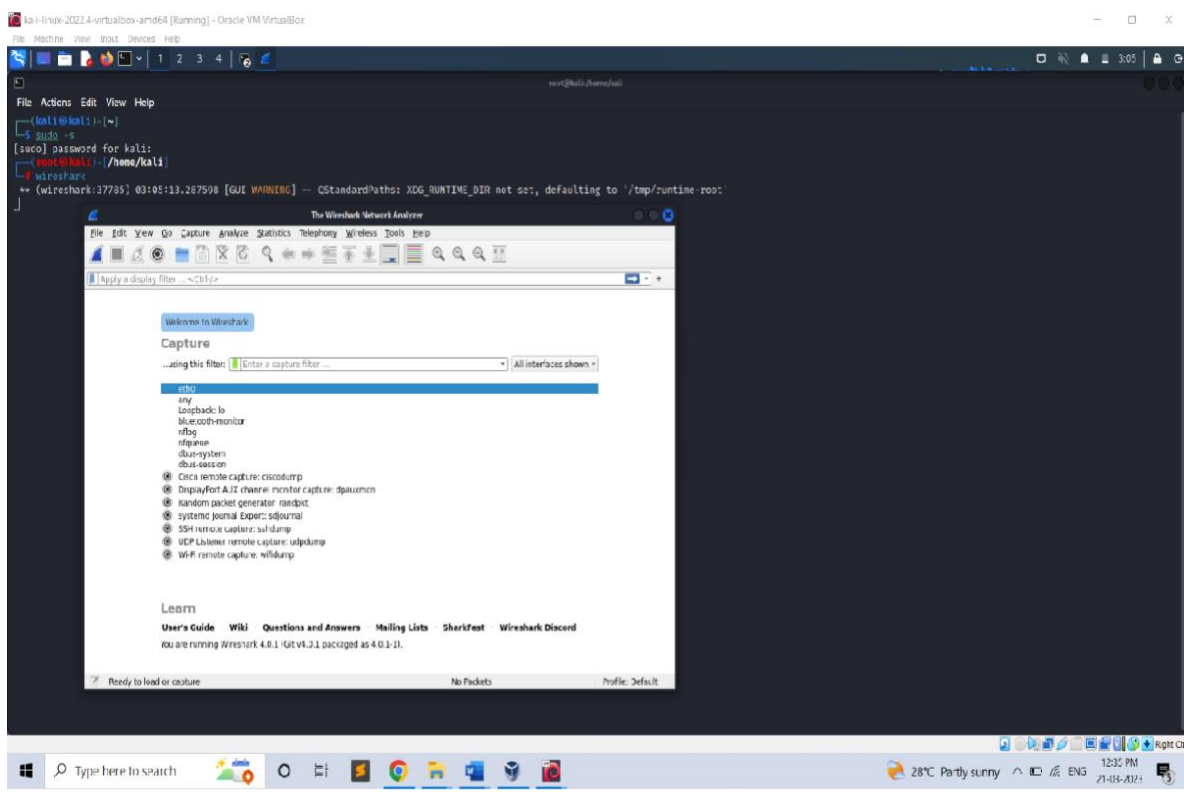 kali-linux-2022.4-virtualbox-amd64 [Running] - Oracle VM VirtualBox
File Machine View Input Devices Help
1 2 3 4
3:05
root@kali:/home/kali
File Actions Edit View Help
(kali㉿kali)-[~]
$ sudo -s
[sudo] password for kali:
(root㉿kali)-[/home/kali]
# wireshark
** (wireshark:37785) 03:05:13.287598 [GUI WARNING] -- QStandardPaths: XDG_RUNTIME_DIR not set, defaulting to '/tmp/runtime-root'
The Wireshark Network Analyzer
File Edit View Go Capture Analyze Statistics Telephony Wireless Tools Help
Apply a display filter ... <Ctrl-/>
Welcome to Wireshark
Capture
...using this filter: Enter a capture filter ... All interfaces shown
eth0
any
Loopback: lo
bluetooth-monitor
nflog
nfqueue
dbus-system
dbus-session
Cisco remote capture: ciscodump
DisplayPort AUX channel monitor capture: dpauxmon
Random packet generator: randpkt
systemd Journal Export: sdjournal
SSH remote capture: sshdump
UDP Listener remote capture: udpdump
Wi-Fi remote capture: wifidump
Learn
User's Guide · Wiki · Questions and Answers · Mailing Lists · SharkFest · Wireshark Discord
You are running Wireshark 4.0.1 (Git v4.0.1 packaged as 4.0.1-1).
Ready to load or capture No Packets Profile: Default
Right Ct
Type here to search
28°C Partly sunny ENG
12:35 PM
21-03-2023